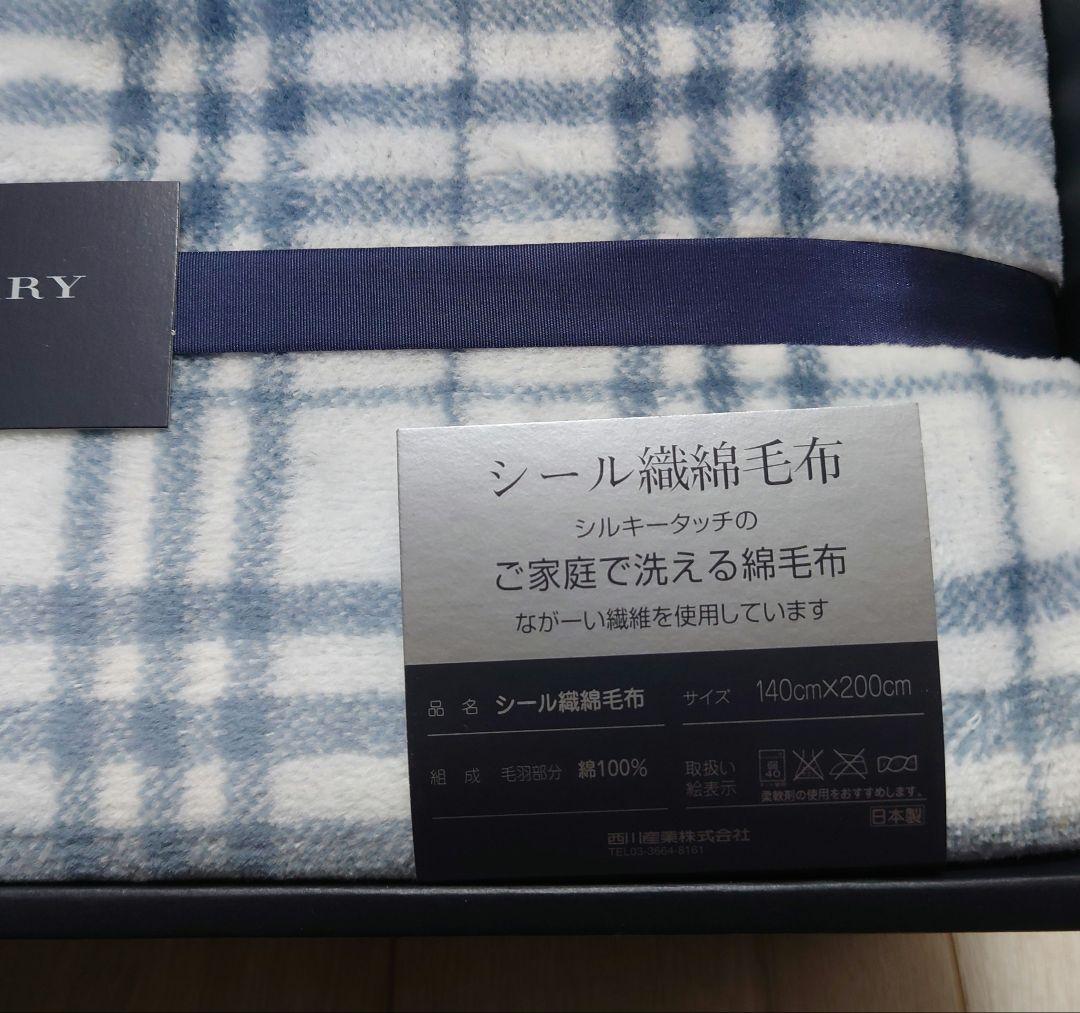 RY
シール織綿毛布
シルキータッチの
ご家庭で洗える綿毛布
ながーい繊維を使用しています
品 名 シール織綿毛布 サイズ 140cm×200cm
組 成 毛羽部分 綿100% 取扱い
絵表示
40
柔軟剤の使用をおすすめします。
日本製
西川産業株式会社
TEL03-3664-8161